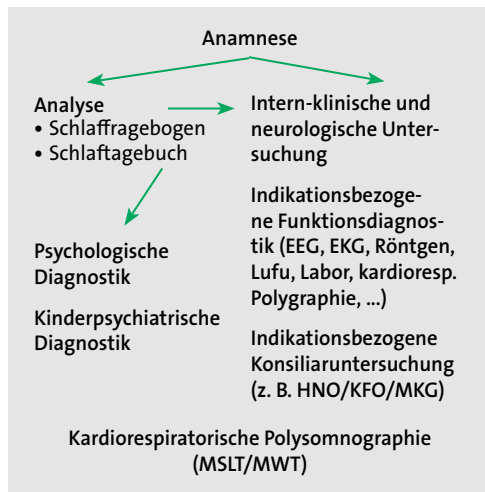 Anamnese
Analyse
• Schlaffragebogen
• Schlaftagebuch
Psychologische
Diagnostik
Kinderpsychiatrische
Diagnostik
Intern-klinische und
neurologische Unter-
suchung
Indikationsbezoge-
ne Funktionsdiagnos-
tik (EEG, EKG, Röntgen,
Lufu, Labor, kardioresp.
Polygraphie, ...)
Indikationsbezogene
Konsiliaruntersuchung
(z. B. HNO/KFO/MKG)
Kardiorespiratorische Polysomnographie
(MSLT/MWT)